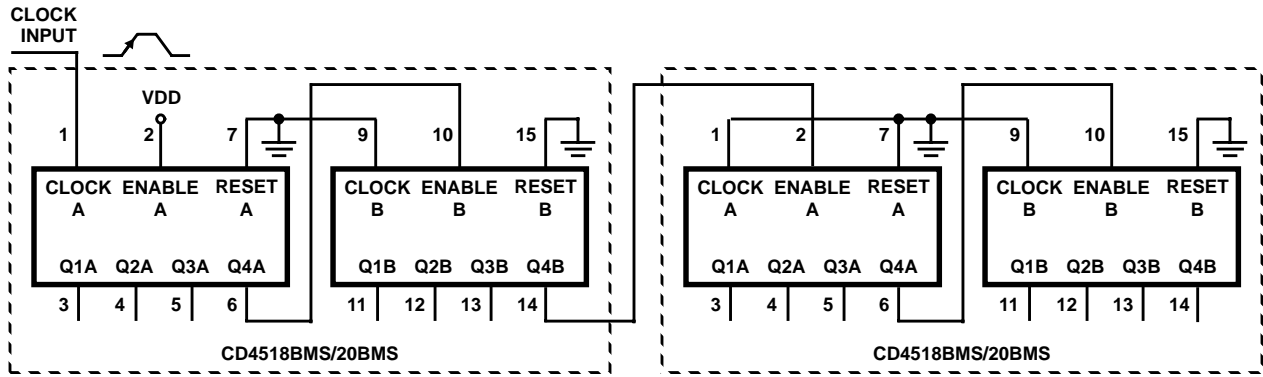 CLOCK
INPUT
VDD
1 2 7 9 10 15 1 2 7 9 10 15
CLOCK ENABLE RESET CLOCK ENABLE RESET CLOCK ENABLE RESET CLOCK ENABLE RESET
A A A B B B A A A B B B
Q1A Q2A Q3A Q4A Q1B Q2B Q3B Q4B Q1A Q2A Q3A Q4A Q1B Q2B Q3B Q4B
3 4 5 6 11 12 13 14 3 4 5 6 11 12 13 14
CD4518BMS/20BMS CD4518BMS/20BMS